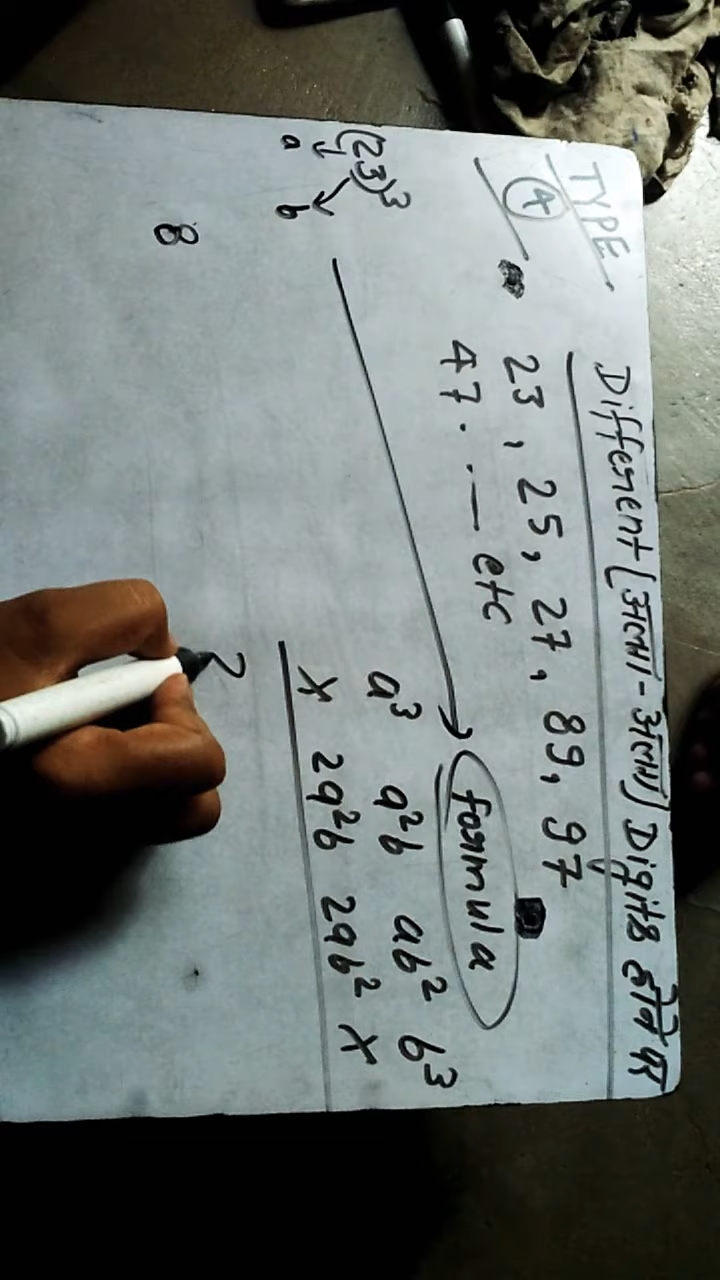 TYPE
4
Different (अलग-अलग) Digits होने पर
23, 25, 27, 89, 97
47. . — etc
(23)³
a b
formula
a³ a²b ab² b³
x 2a²b 2ab² x
8
2